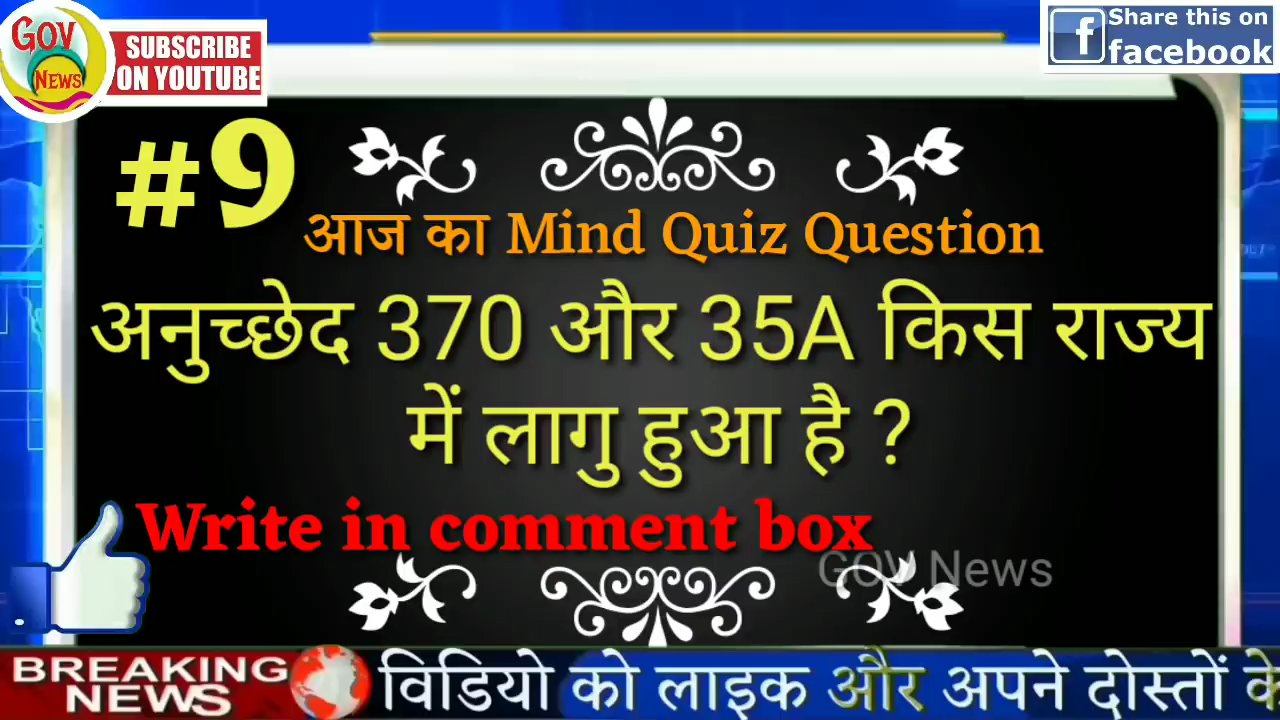 GOV
NEWS
SUBSCRIBE
ON YOUTUBE
f Share this on
facebook
#9
आज का Mind Quiz Question
अनुच्छेद 370 और 35A किस राज्य
में लागु हुआ है ?
Write in comment box
GOV News
BREAKING
NEWS
विडियो को लाइक और अपने दोस्तों के